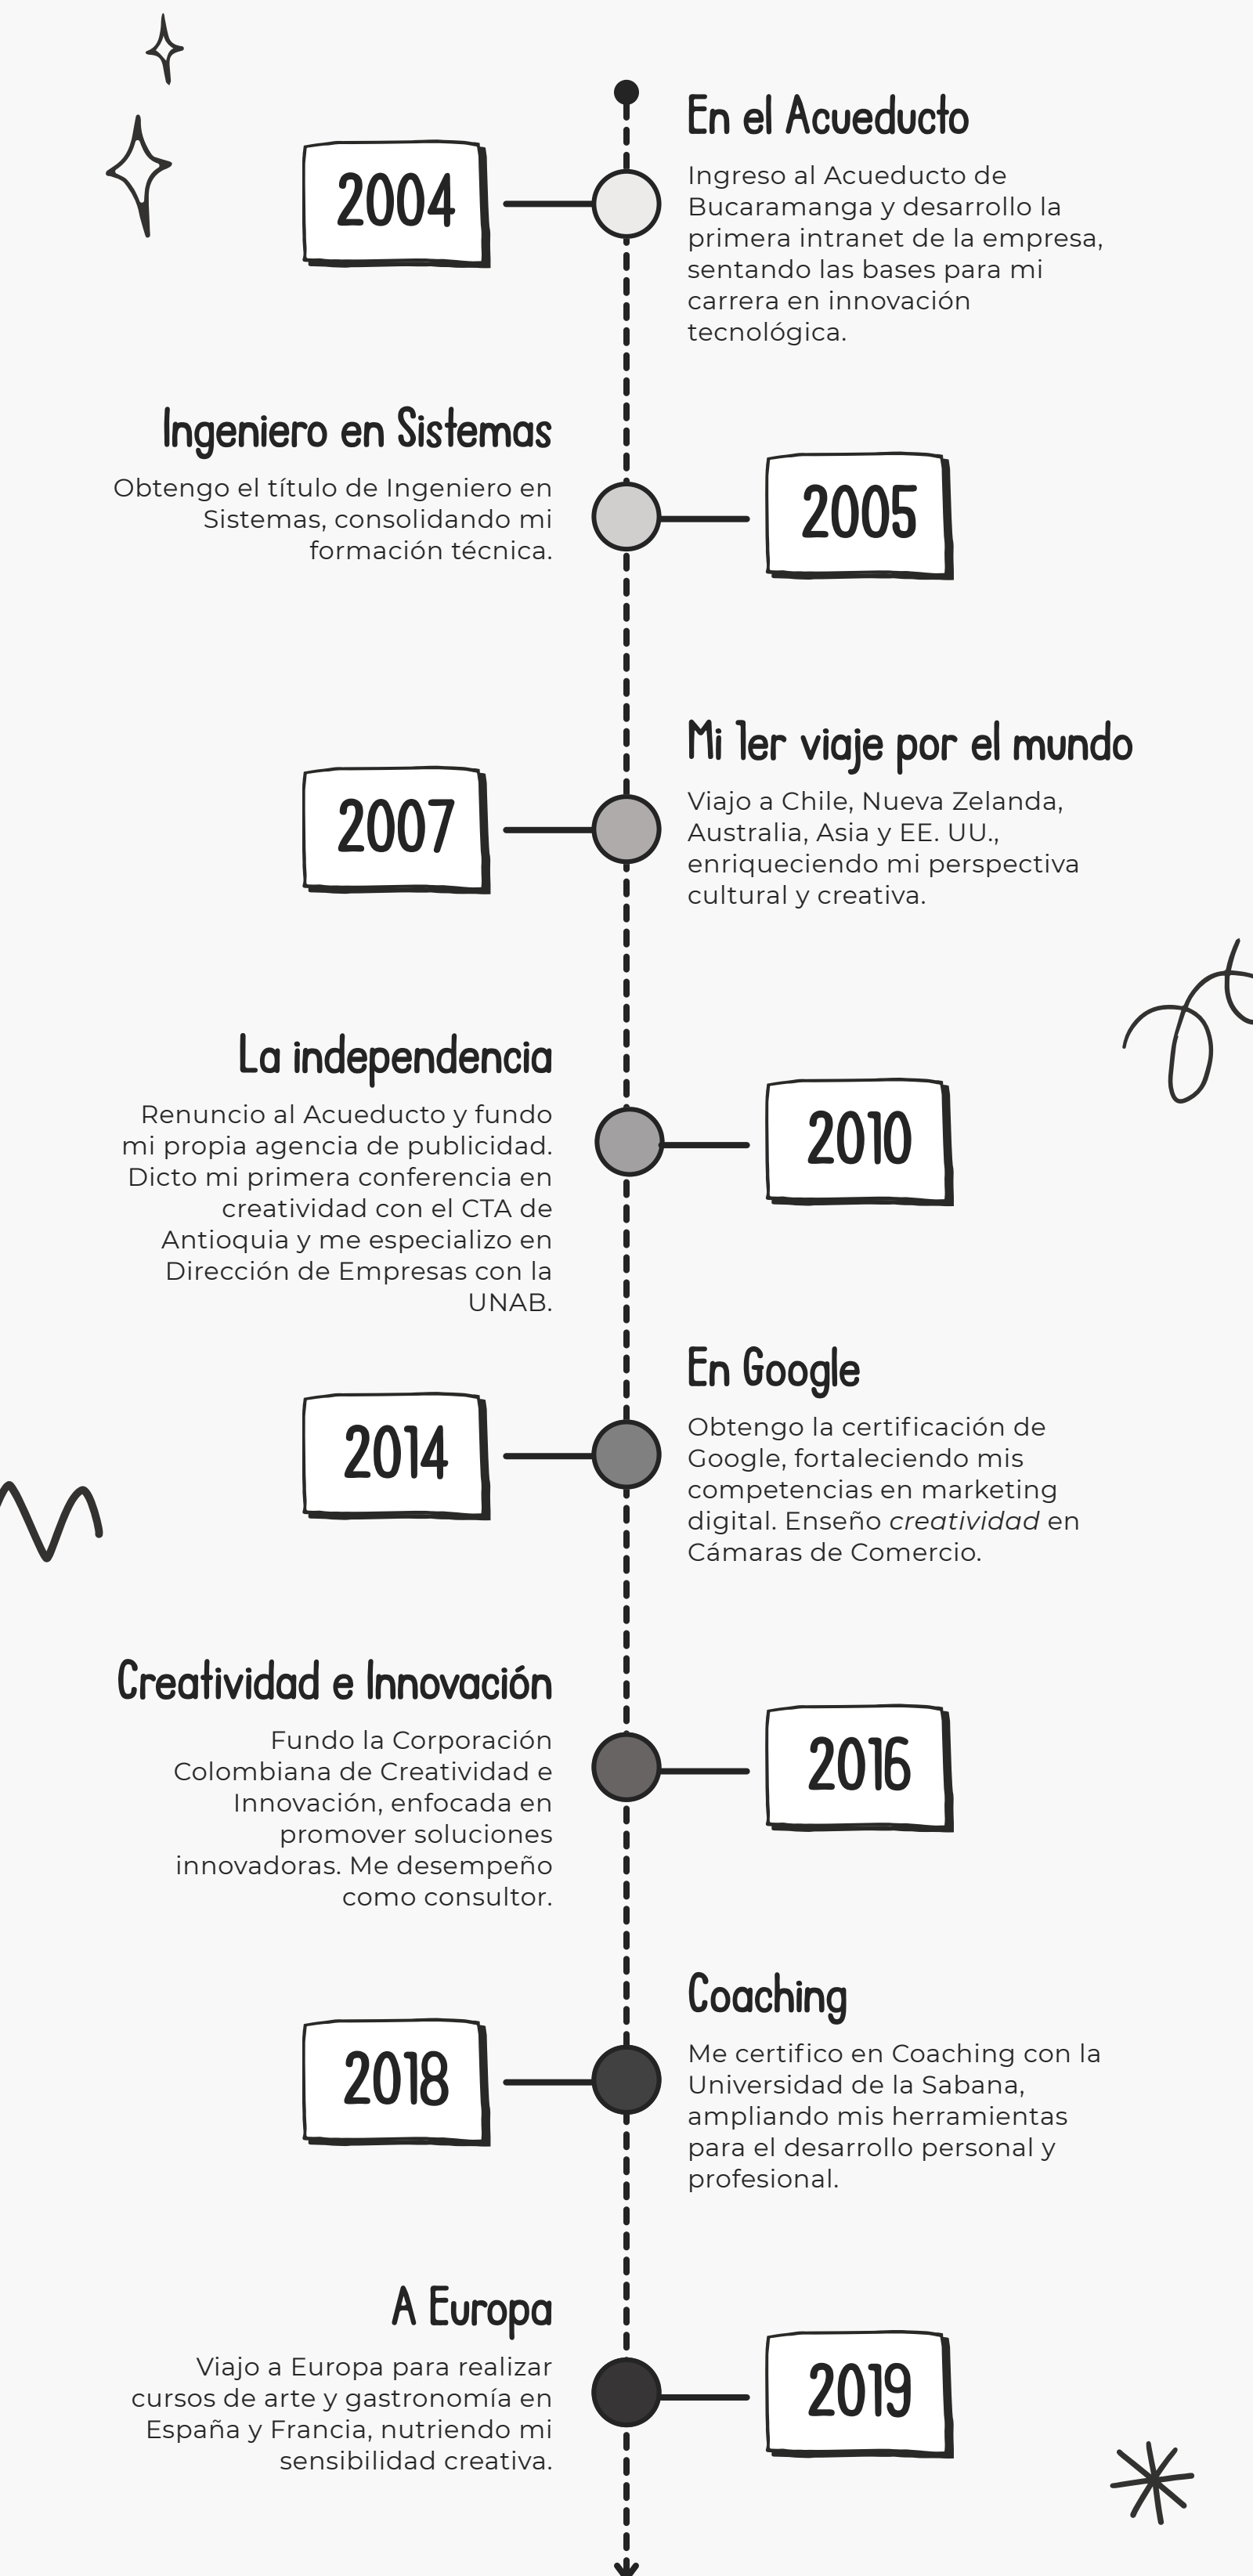 En el Acueducto
2004
Ingreso al Acueducto de
Bucaramanga y desarrollo la
primera intranet de la empresa,
sentando las bases para mi
carrera en innovación
tecnológica.
Ingeniero en Sistemas
2005
Obtengo el título de Ingeniero en
Sistemas, consolidando mi
formación técnica.
Mi 1er viaje por el mundo
2007
Viajo a Chile, Nueva Zelanda,
Australia, Asia y EE. UU.,
enriqueciendo mi perspectiva
cultural y creativa.
La independencia
2010
Renuncio al Acueducto y fundo
mi propia agencia de publicidad.
Dicto mi primera conferencia en
creatividad con el CTA de
Antioquia y me especializo en
Dirección de Empresas con la
UNAB.
En Google
2014
Obtengo la certificación de
Google, fortaleciendo mis
competencias en marketing
digital. Enseño creatividad en
Cámaras de Comercio.
Creatividad e Innovación
2016
Fundo la Corporación
Colombiana de Creatividad e
Innovación, enfocada en
promover soluciones
innovadoras. Me desempeño
como consultor.
Coaching
2018
Me certifico en Coaching con la
Universidad de la Sabana,
ampliando mis herramientas
para el desarrollo personal y
profesional.
A Europa
2019
Viajo a Europa para realizar
cursos de arte y gastronomía en
España y Francia, nutriendo mi
sensibilidad creativa.